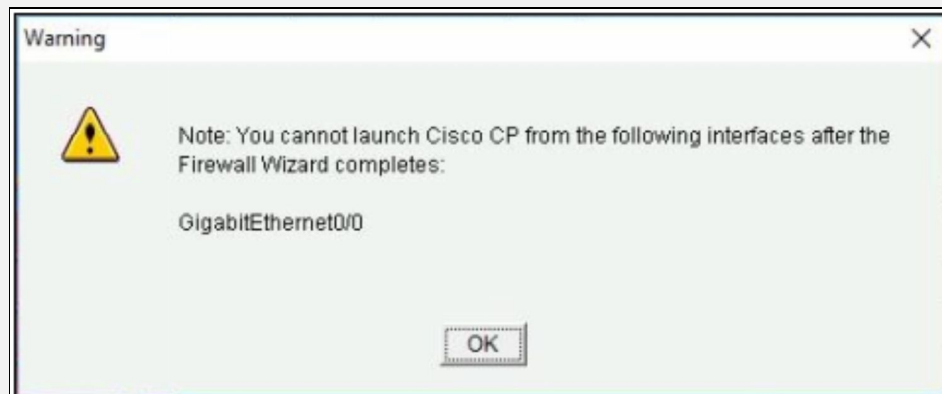 Warning
Note: You cannot launch Cisco CP from the following interfaces after the
Firewall Wizard completes:
GigabitEthernet0/0
OK